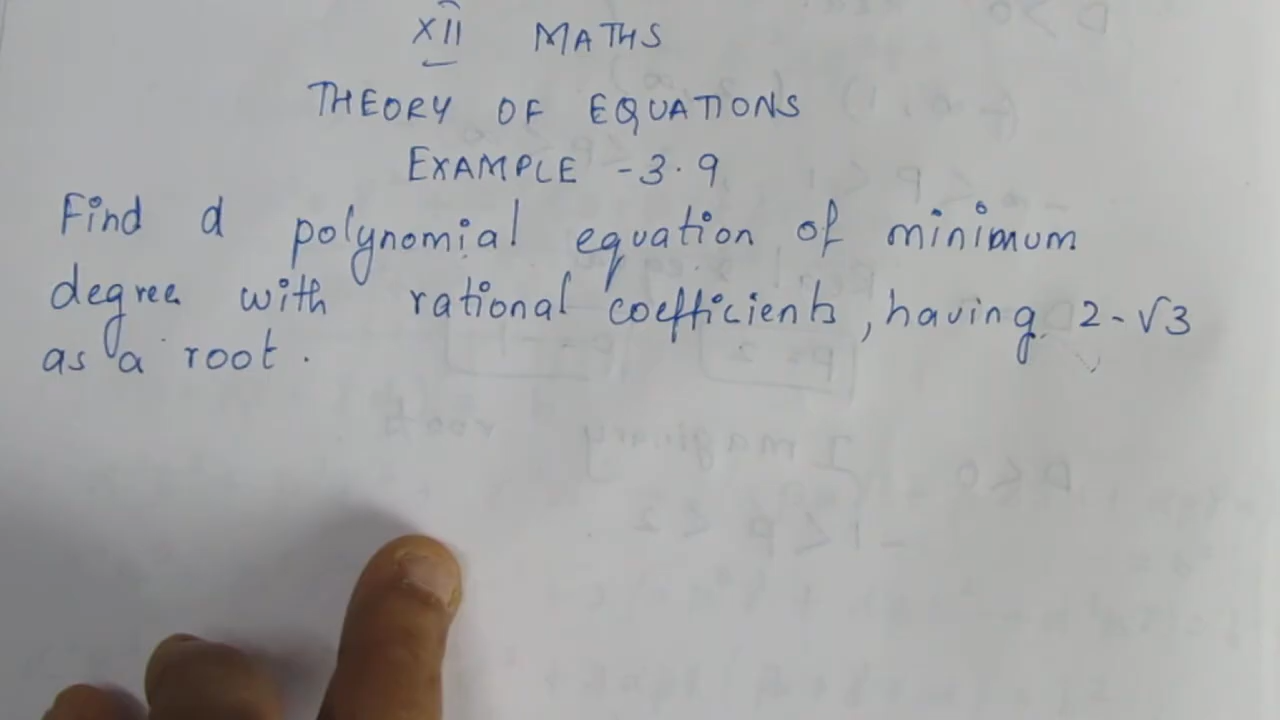 XII MATHS
THEORY OF EQUATIONS
EXAMPLE - 3.9
Find a polynomial equation of minimum
degree with rational coefficients, having 2-√3
as a root.